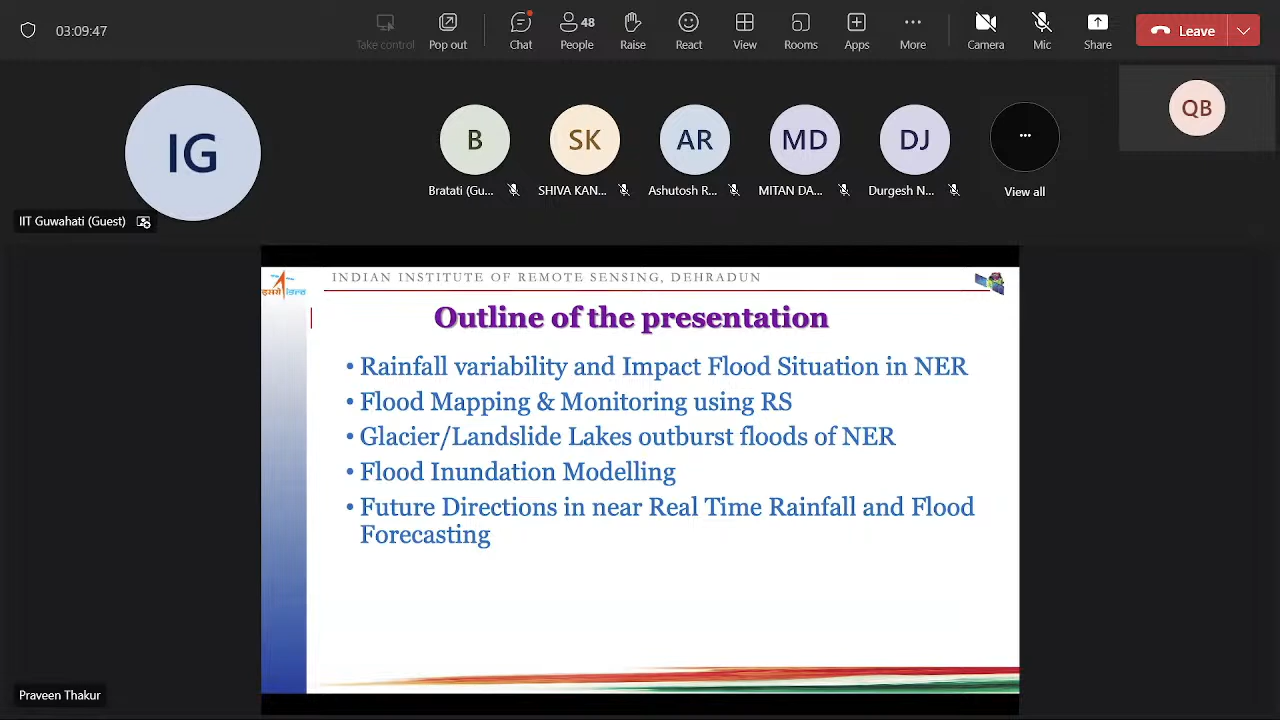 03:09:47
Take control
Pop out
Chat
48
People
Raise
React
View
Rooms
Apps
More
Camera
Mic
Share
Leave
IG
B
SK
AR
MD
DJ
QB
Bratati (Gu...
SHIVA KAN...
Ashutosh R...
MITAN DA...
Durgesh N...
View all
IIT Guwahati (Guest)
इसरो isro
INDIAN INSTITUTE OF REMOTE SENSING, DEHRADUN
Outline of the presentation
• Rainfall variability and Impact Flood Situation in NER
• Flood Mapping & Monitoring using RS
• Glacier/Landslide Lakes outburst floods of NER
• Flood Inundation Modelling
• Future Directions in near Real Time Rainfall and Flood
Forecasting
Praveen Thakur